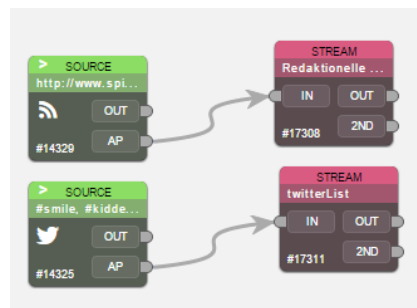 > SOURCE
http://www.spi...
OUT
AP
#14329
STREAM
Redaktionelle ...
IN OUT
2ND
#17308
> SOURCE
#smile, #kidde...
OUT
AP
#14325
STREAM
twitterList
IN OUT
2ND
#17311